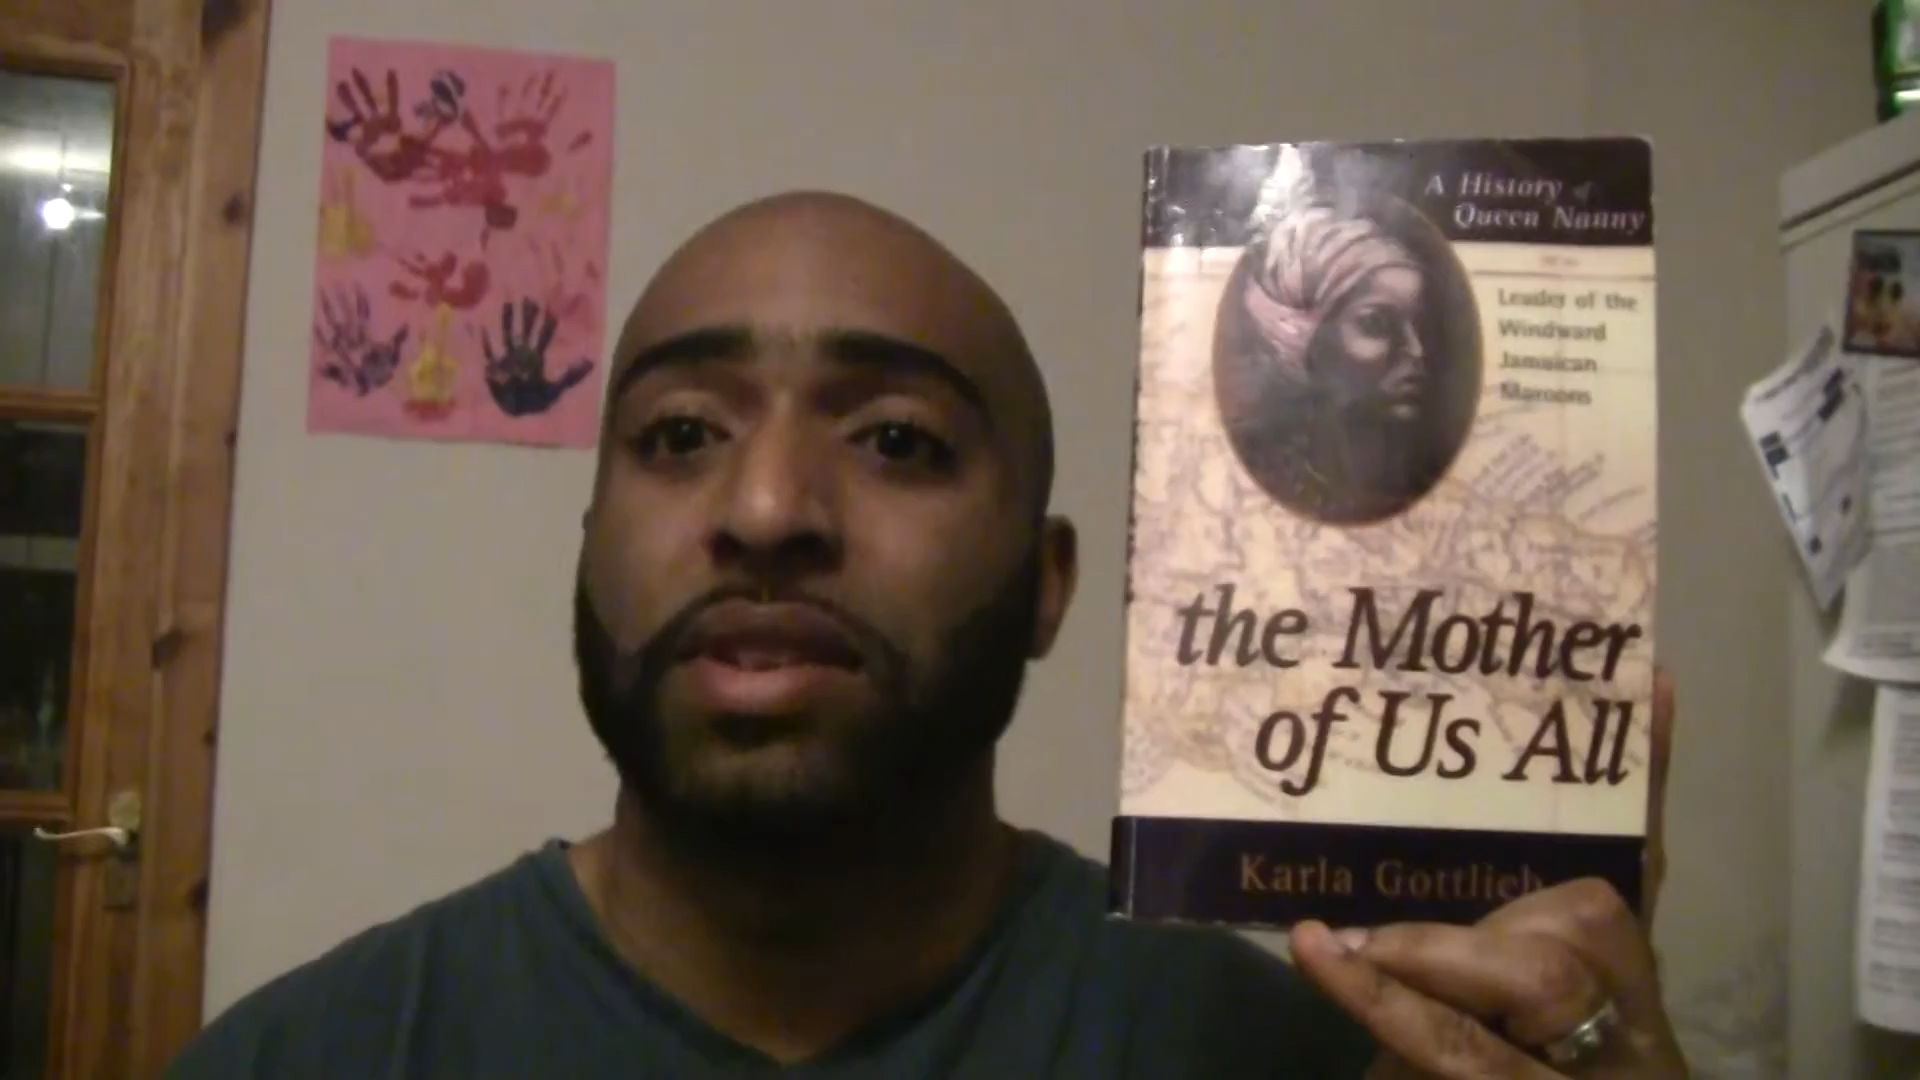 A History of
Queen Nanny
Leader of the
Windward
Jamaican
Maroons
the Mother
of Us All
Karla Gottlieb